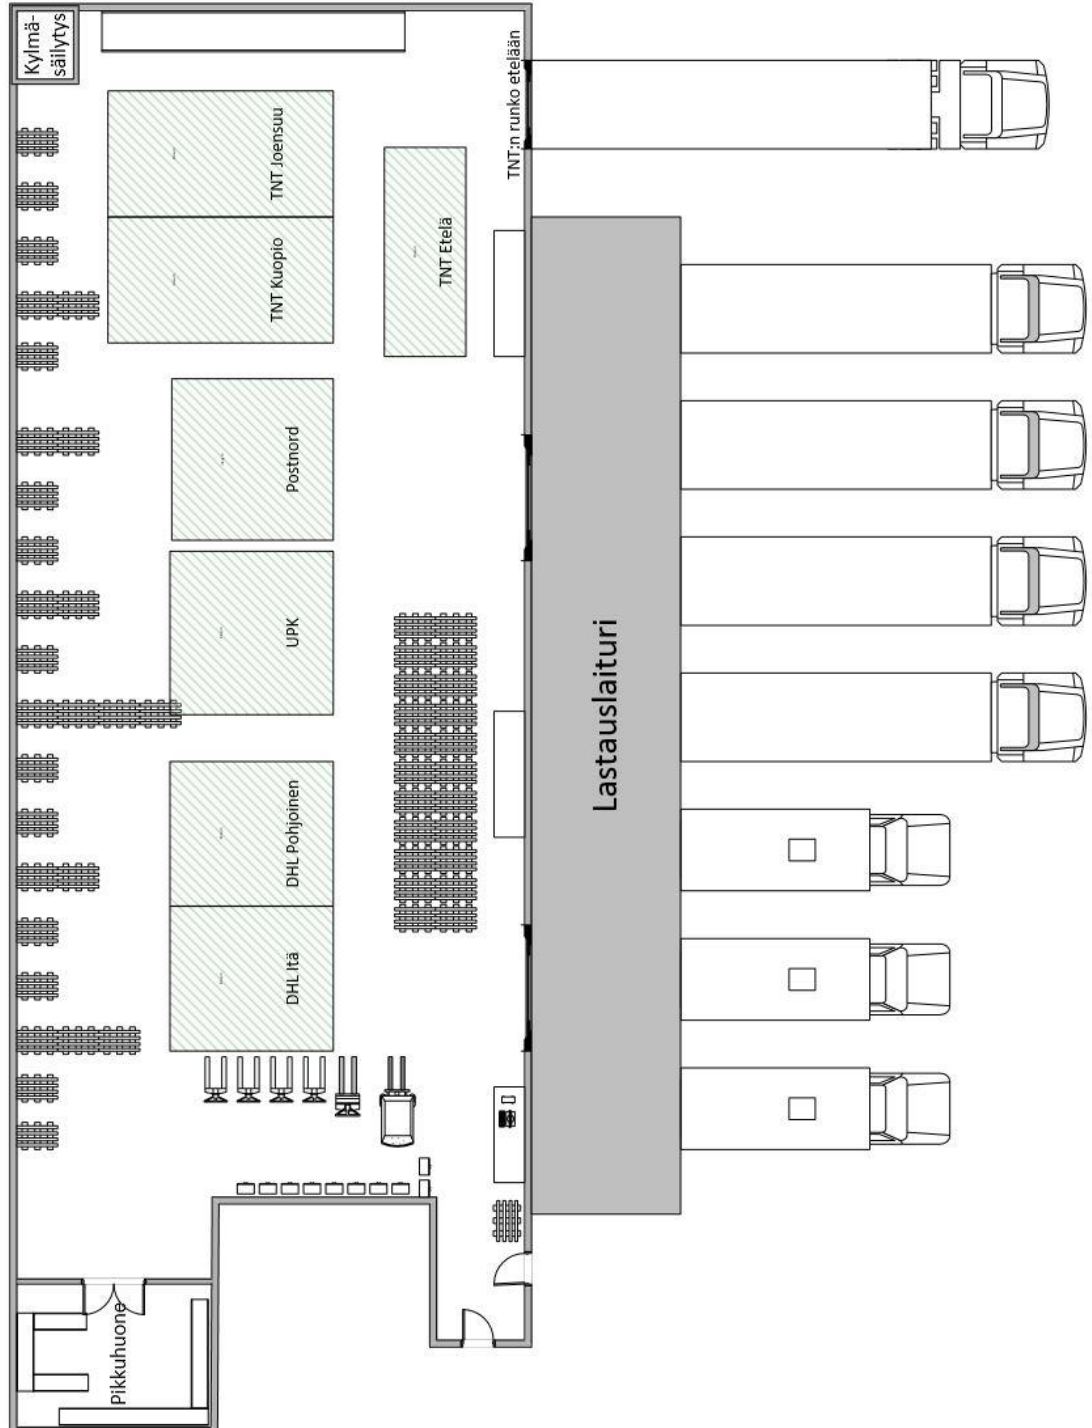 Kylmä-
säilytys
TNT:n runko etelään
TNT Joensuu
TNT Kuopio
TNT Etelä
Postnord
UPK
DHL Pohjoinen
DHL Itä
Lastauslaituri
Pikkuhuone